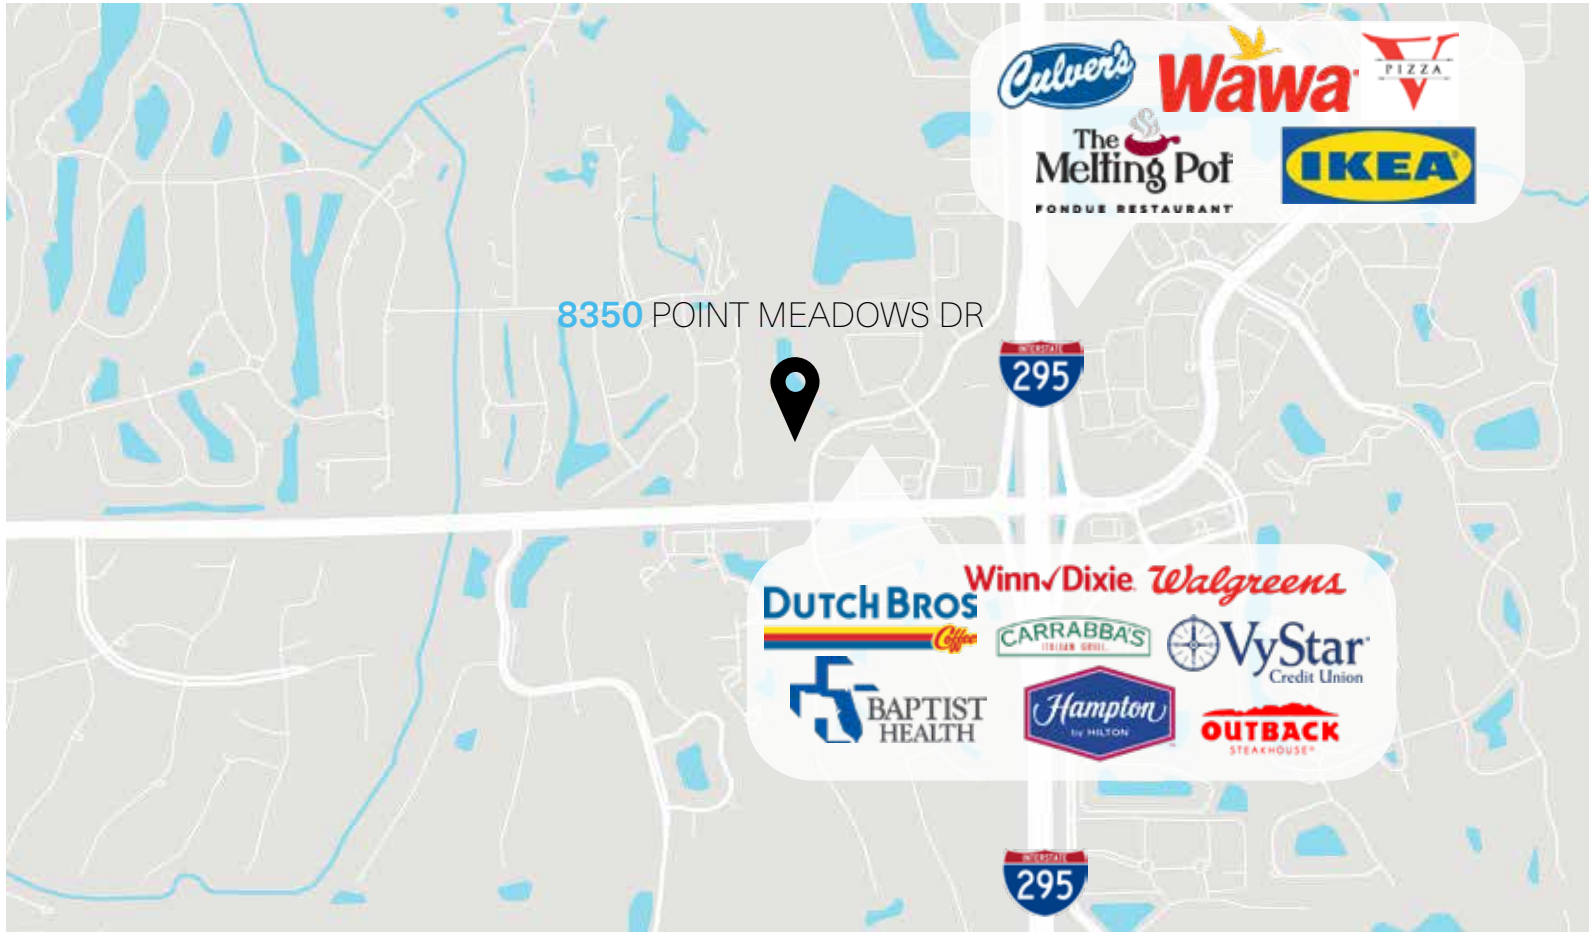 Culver's
Wawa
V
PIZZA
The
Melting Pot
FONDUE RESTAURANT
IKEA
8350 POINT MEADOWS DR
INTERSTATE
295
DUTCH BROS
Coffee
Winn✓Dixie
Walgreens
CARRABBA'S
ITALIAN GRILL
VyStar
Credit Union
BAPTIST
HEALTH
Hampton
by HILTON
OUTBACK
STEAKHOUSE®
INTERSTATE
295